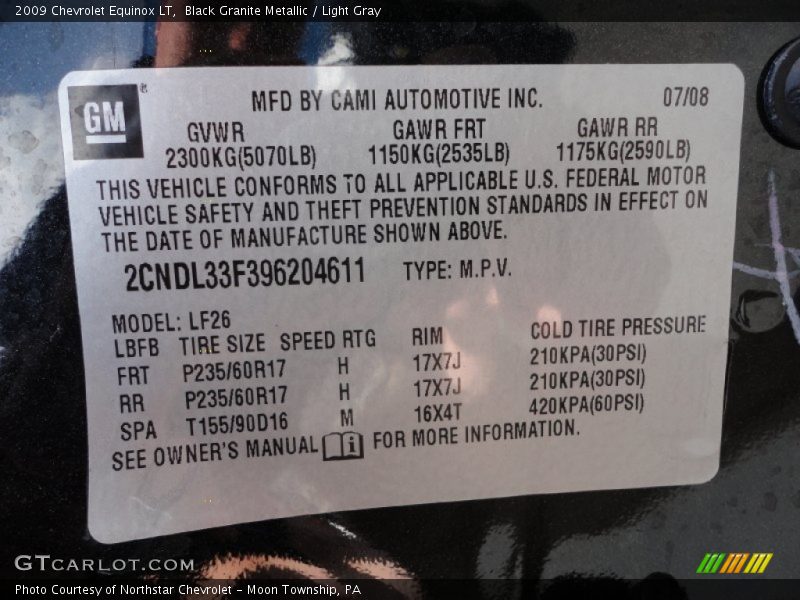 2009 Chevrolet Equinox LT,  Black Granite Metallic / Light Gray
GM ®
MFD BY CAMI AUTOMOTIVE INC. 07/08
GVWR GAWR FRT GAWR RR
2300KG(5070LB) 1150KG(2535LB) 1175KG(2590LB)
THIS VEHICLE CONFORMS TO ALL APPLICABLE U.S. FEDERAL MOTOR
VEHICLE SAFETY AND THEFT PREVENTION STANDARDS IN EFFECT ON
THE DATE OF MANUFACTURE SHOWN ABOVE.
2CNDL33F396204611 TYPE: M.P.V.
MODEL: LF26
LBFB TIRE SIZE SPEED RTG RIM COLD TIRE PRESSURE
FRT P235/60R17 H 17X7J 210KPA(30PSI)
RR P235/60R17 H 17X7J 210KPA(30PSI)
SPA T155/90D16 M 16X4T 420KPA(60PSI)
SEE OWNER'S MANUAL i FOR MORE INFORMATION.
GTCARLOT.COM
Photo Courtesy of Northstar Chevrolet - Moon Township, PA